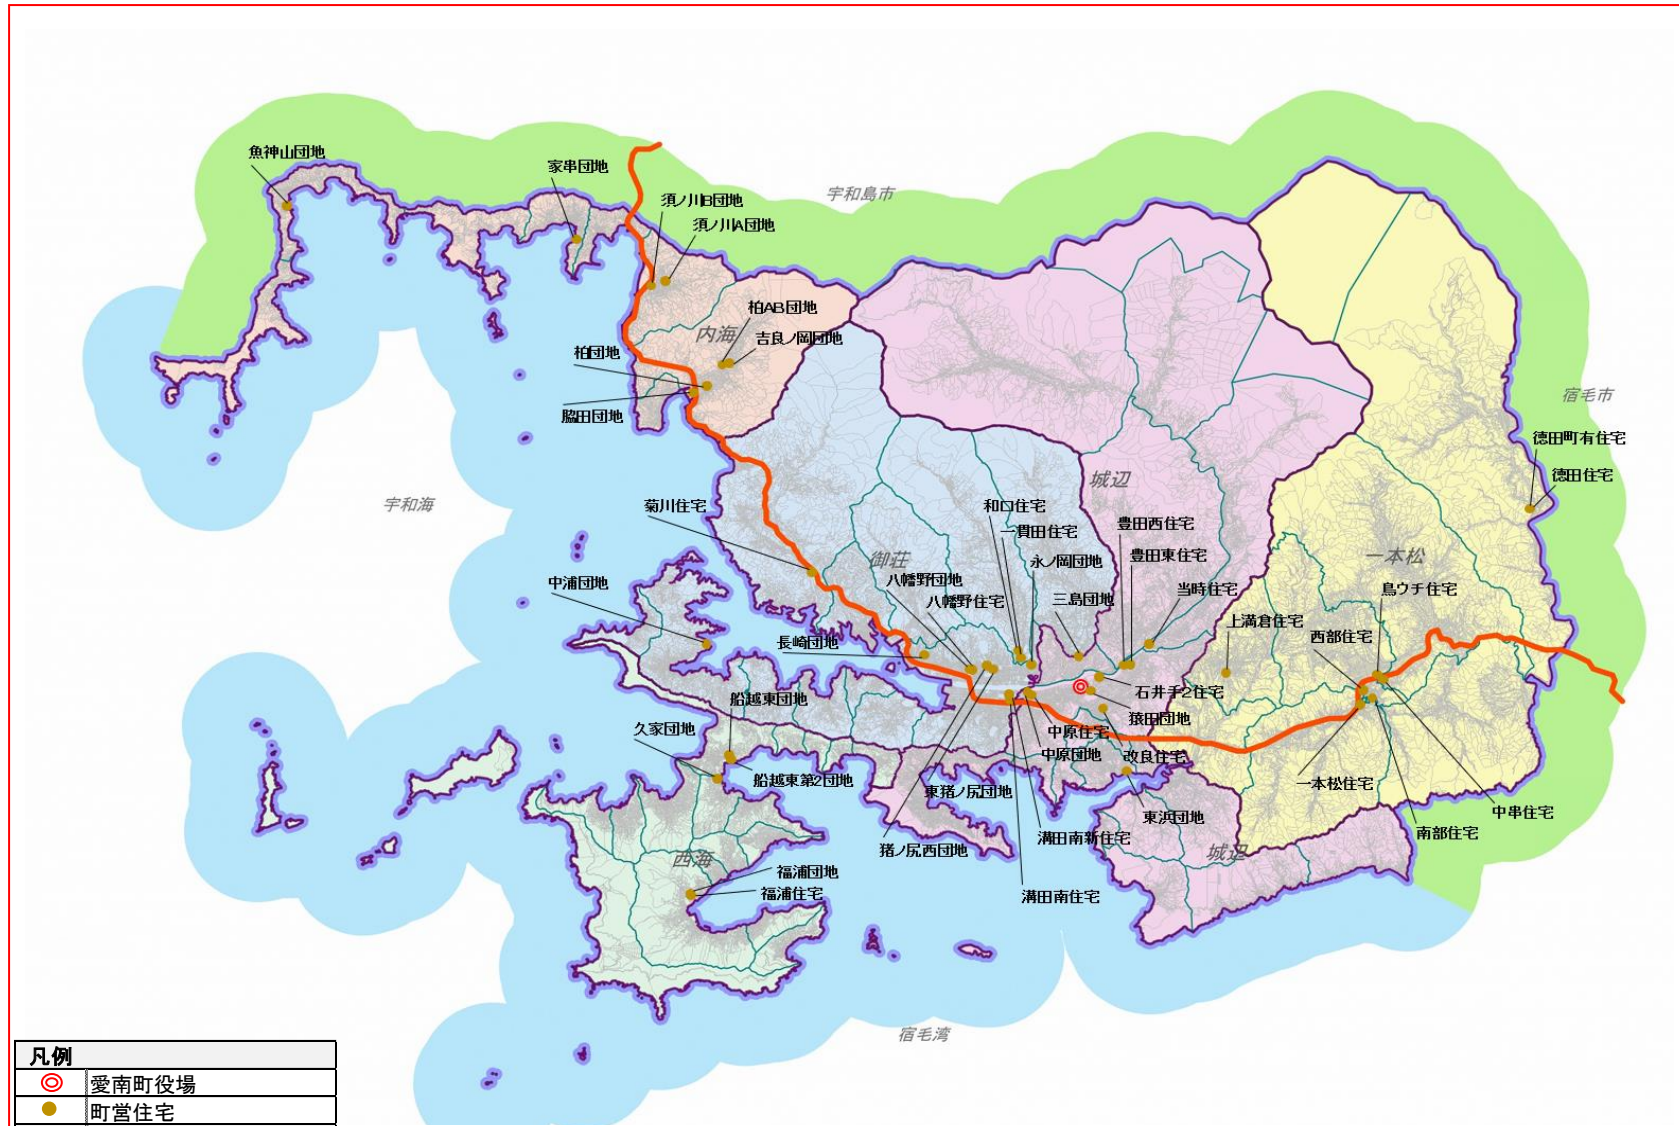 魚神山団地
家串団地
宇和島市
須ノ川B団地
須ノ川A団地
柏AB団地
内海
吉良ノ岡団地
柏団地
脇田団地
宿毛市
徳田町有住宅
徳田住宅
城辺
宇和海
菊川住宅
和口住宅
一貫田住宅
豊田西住宅
豊田東住宅
永ノ岡団地
御荘
一本松
中浦団地
八幡野団地
八幡野住宅
三島団地
当時住宅
鳥ウチ住宅
上満倉住宅
西部住宅
長崎団地
石井手2住宅
船越東団地
猿田団地
久家団地
中原住宅
中原団地
改良住宅
船越東第2団地
東猪ノ尻団地
一本松住宅
東浜団地
中串住宅
南部住宅
溝田南新住宅
猪ノ尻西団地
城辺
西海
福浦団地
福浦住宅
溝田南住宅
宿毛湾
凡例
愛南町役場
町営住宅